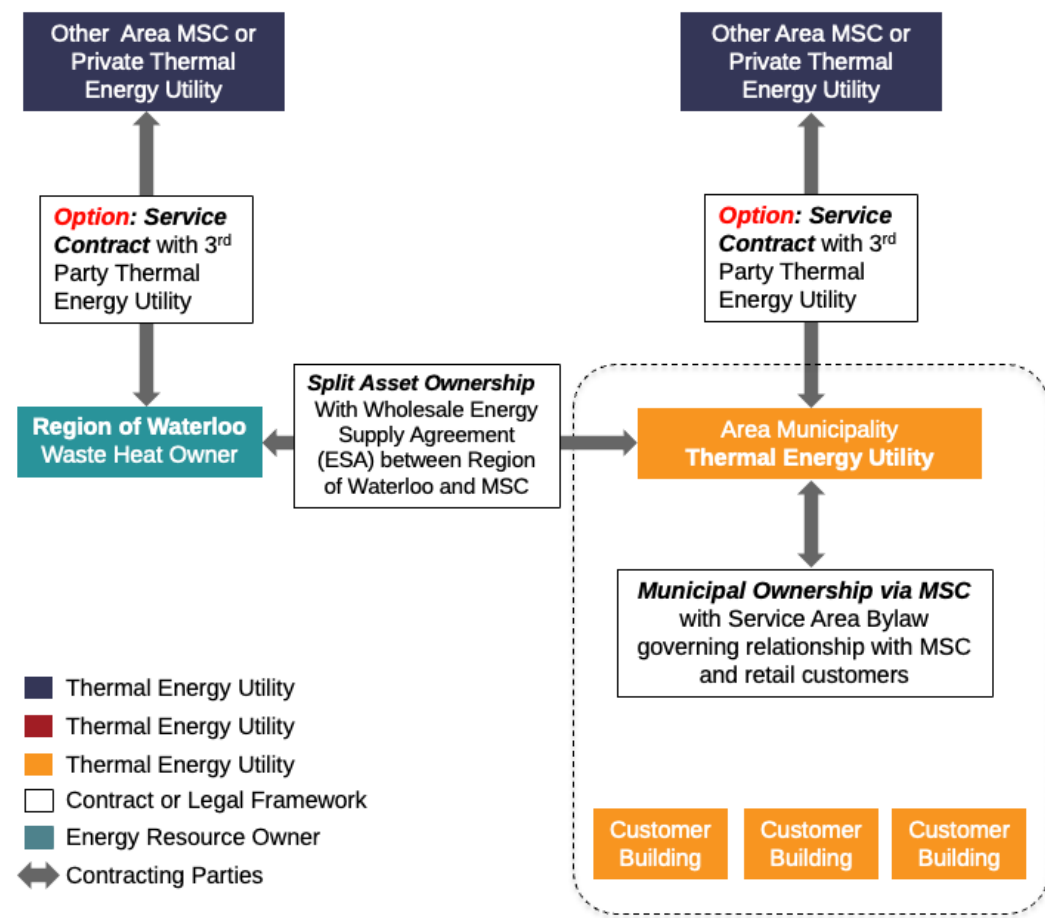 Other Area MSC or
Private Thermal
Energy Utility
Other Area MSC or
Private Thermal
Energy Utility
Option: Service
Contract with 3rd
Party Thermal
Energy Utility
Option: Service
Contract with 3rd
Party Thermal
Energy Utility
Split Asset Ownership
With Wholesale Energy
Supply Agreement
(ESA) between Region
of Waterloo and MSC
Region of Waterloo
Waste Heat Owner
Area Municipality
Thermal Energy Utility
Municipal Ownership via MSC
with Service Area Bylaw
governing relationship with MSC
and retail customers
Thermal Energy Utility
Thermal Energy Utility
Thermal Energy Utility
Contract or Legal Framework
Energy Resource Owner
Contracting Parties
Customer
Building
Customer
Building
Customer
Building